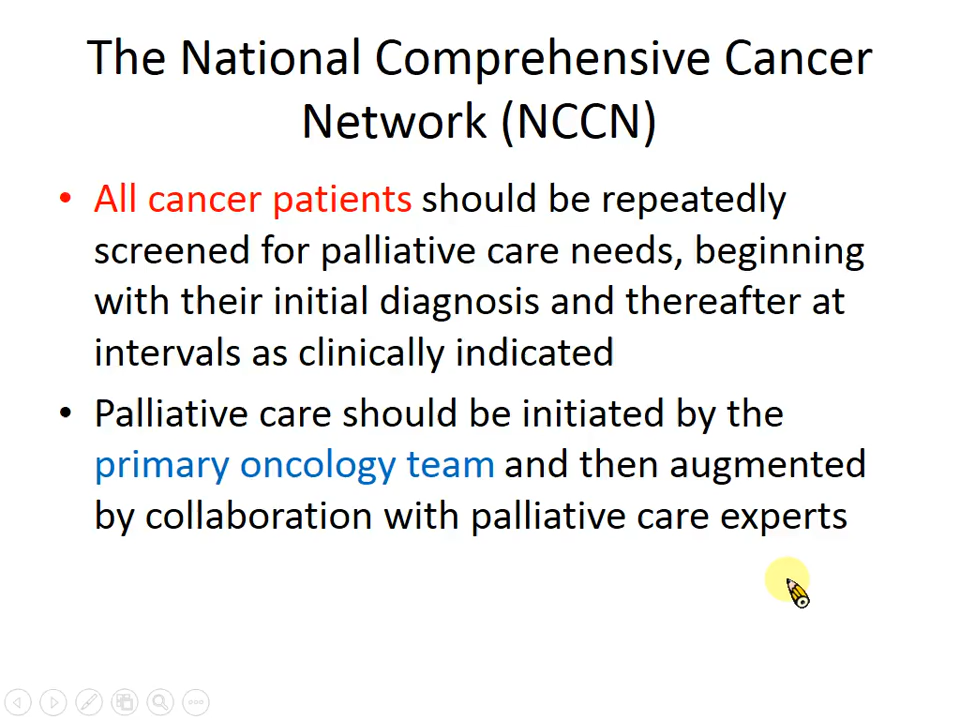 The National Comprehensive Cancer
Network (NCCN)
• All cancer patients should be repeatedly
screened for palliative care needs, beginning
with their initial diagnosis and thereafter at
intervals as clinically indicated
• Palliative care should be initiated by the
primary oncology team and then augmented
by collaboration with palliative care experts